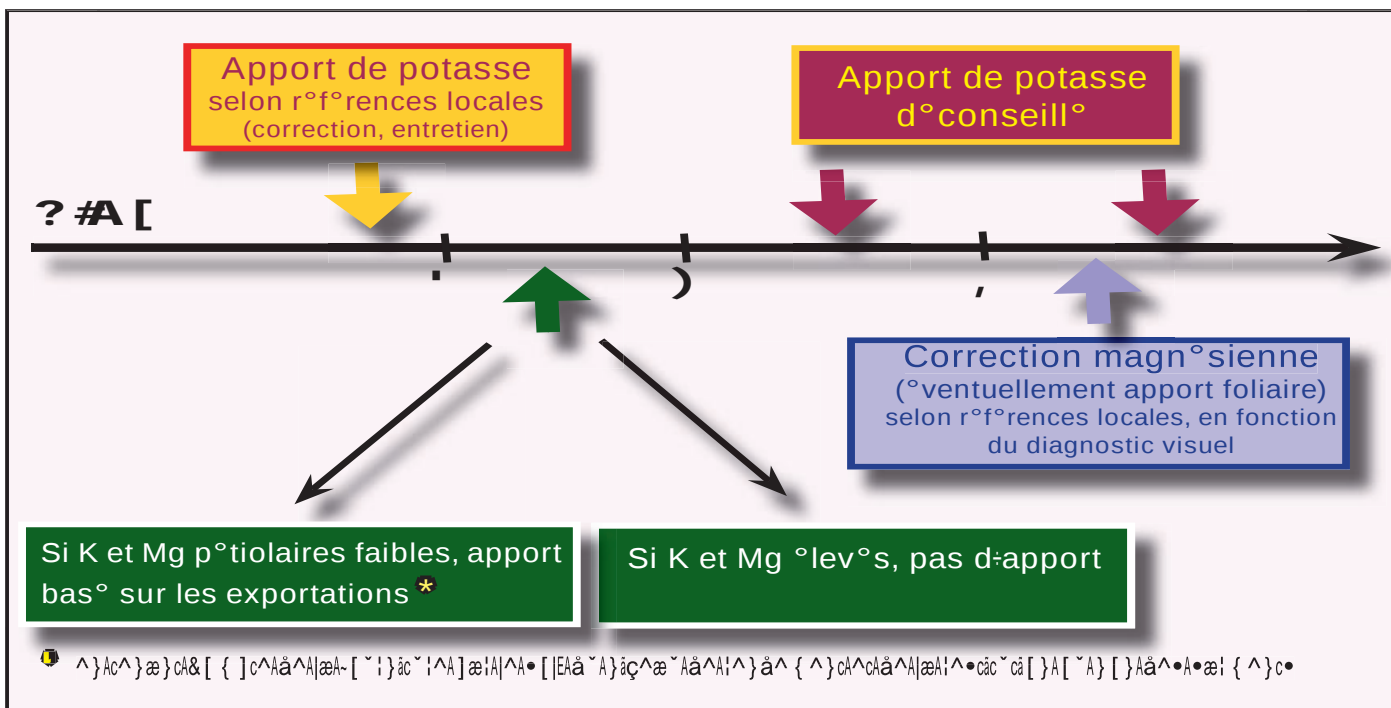 Apport de potasse
selon r°f°rences locales
(correction, entretien)
Apport de potasse
d°conseill°
? #A [
. ) ,
Correction magn°sienne
(°ventuellement apport foliaire)
selon r°f°rences locales, en fonction
du diagnostic visuel
Si K et Mg p°tiolaires faibles, apport
bas° sur les exportations *
Si K et Mg °lev°s, pas d÷apport